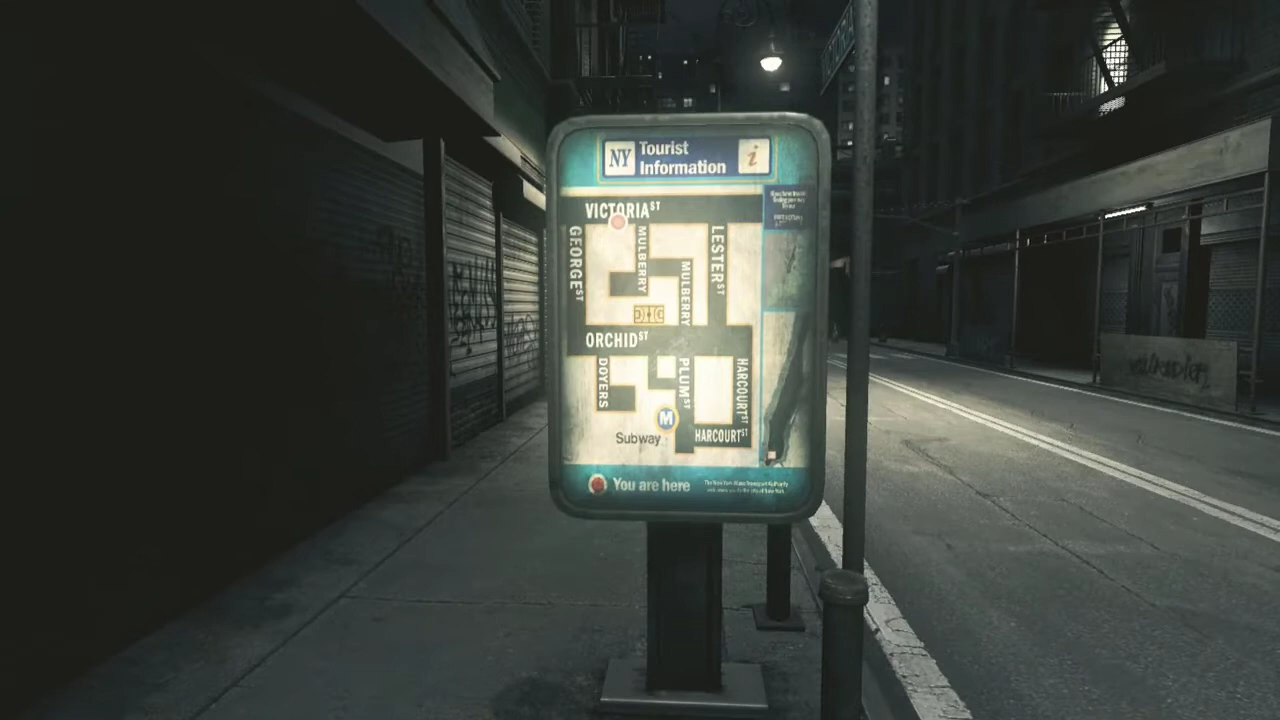 NY
Tourist
Information
i
VICTORIA ST
GEORGE ST
MULBERRY
MULBERRY
LESTER ST
ORCHID ST
DOYERS
PLUM ST
HARCOURT ST
M
Subway
HARCOURT ST
You are here